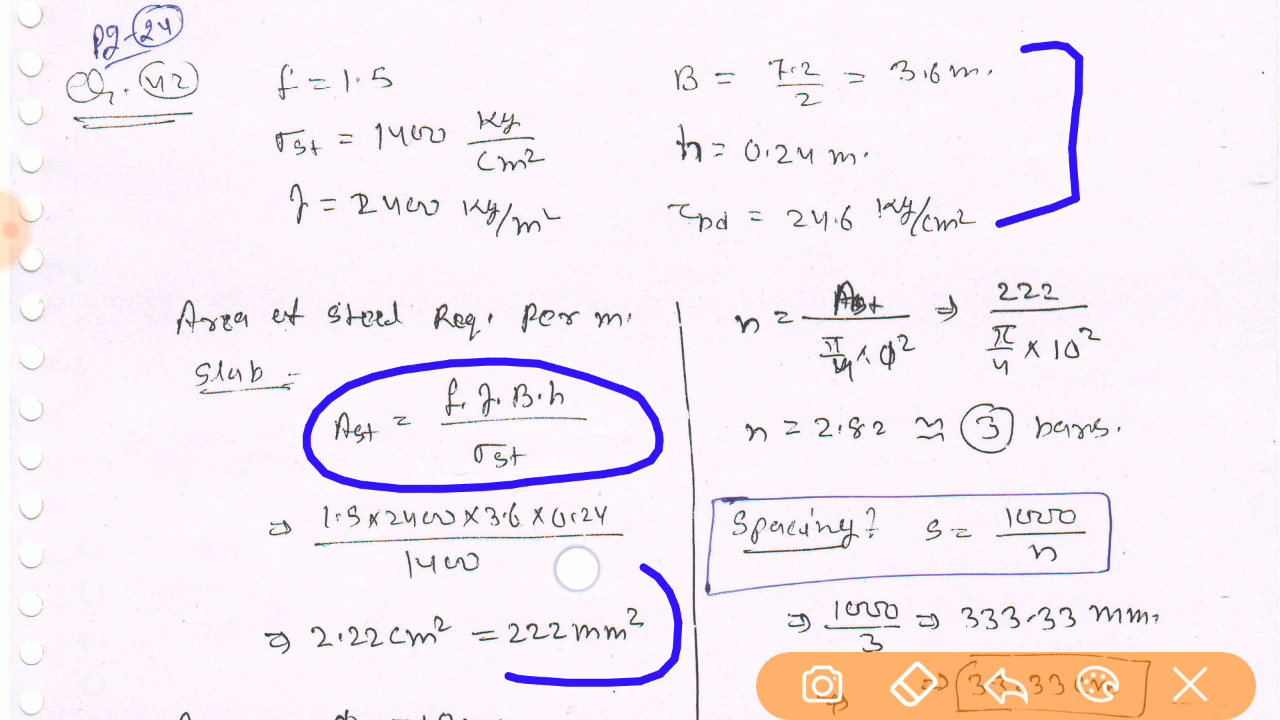 Pg-24
Q. 42
f = 1.5
σst = 1400 kg/cm²
γ = 2400 kg/m²
B = 7.2/2 = 3.6 m.
h = 0.24 m.
τbd = 24.6 kg/cm²
Area of Steel Req. Per m.
Slab -
Ast = f.γ.B.h/σst
⇒ 1.5×2400×3.6×0.24/1400
⇒ 2.22 cm² = 222 mm²
n = Ast/(π/4 × φ²) ⇒ 222/(π/4 × 10²)
n = 2.82 ≈ 3 bars.
Spacing? S = 1000/n
⇒ 1000/3 ⇒ 333.33 mm.
⇒ 33.33 cm